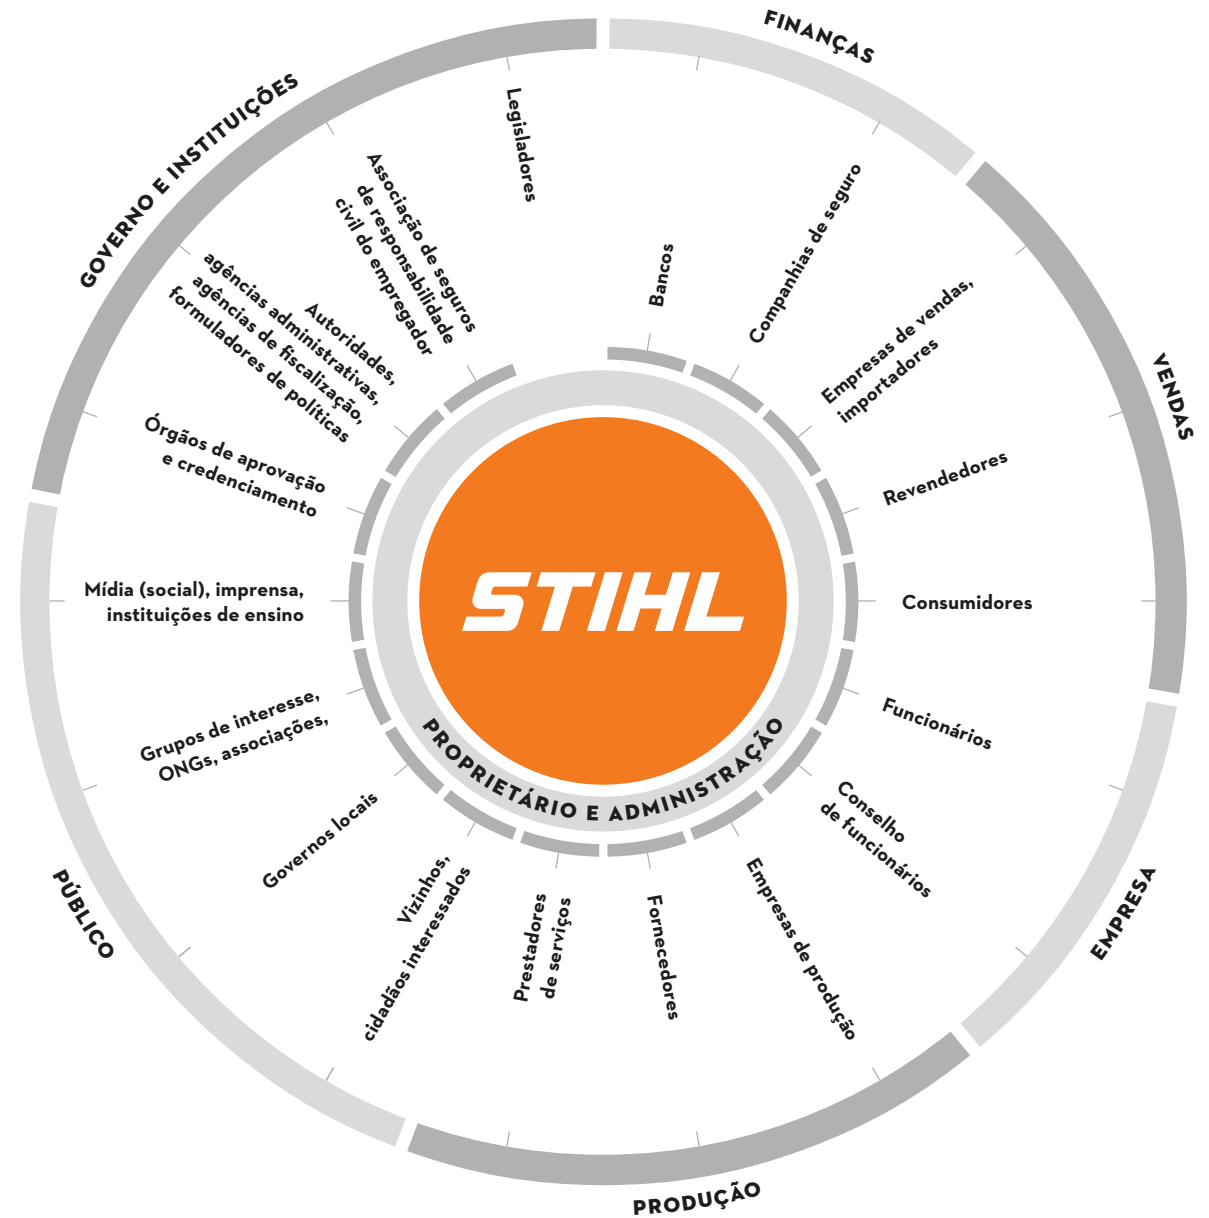 FINANÇAS
Bancos
Companhias de seguro
VENDAS
Empresas de vendas,
importadores
Revendedores
Consumidores
EMPRESA
Funcionários
Conselho
de funcionários
PRODUÇÃO
Empresas de produção
Fornecedores
Prestadores
de serviços
PÚBLICO
Vizinhos,
cidadãos interessados
Governos locais
Grupos de interesse,
ONGs, associações,
Mídia (social), imprensa,
instituições de ensino
GOVERNO E INSTITUIÇÕES
Órgãos de aprovação
e credenciamento
Autoridades,
agências administrativas,
agências de fiscalização,
formuladores de políticas
Associação de seguros
de responsabilidade
civil do empregador
Legisladores
STIHL
PROPRIETÁRIO E ADMINISTRAÇÃO